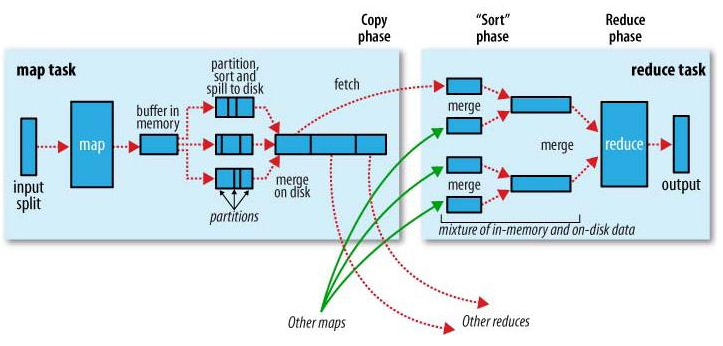 Copy
phase
"Sort"
phase
Reduce
phase
map task
partition,
sort and
spill to disk
fetch
reduce task
buffer in
memory
merge
map
merge
reduce
input
split
merge
on disk
merge
output
partitions
mixture of in-memory and on-disk data
Other maps
Other reduces